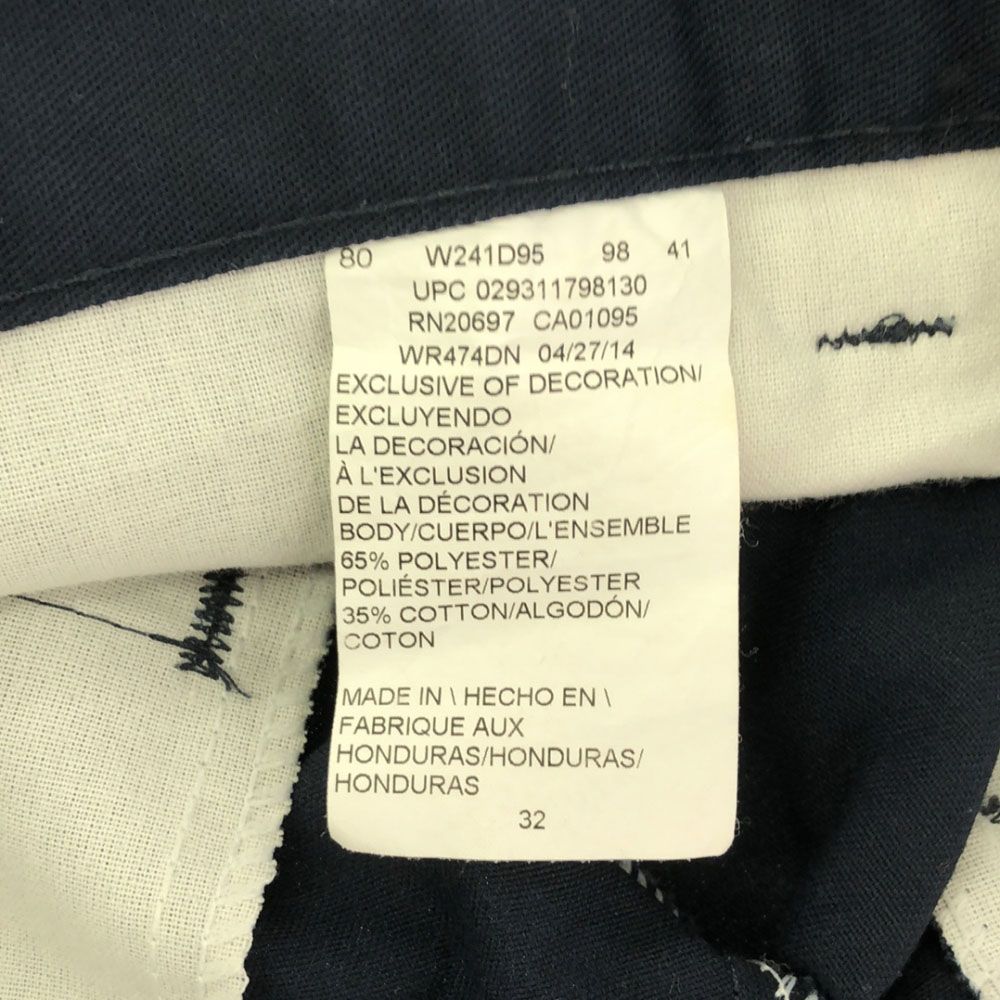 80 W241D95 98 41
UPC 029311798130
RN20697 CA01095
WR474DN 04/27/14
EXCLUSIVE OF DECORATION/
EXCLUYENDO
LA DECORACIÓN/
À L'EXCLUSION
DE LA DÉCORATION
BODY/CUERPO/L'ENSEMBLE
65% POLYESTER/
POLIÉSTER/POLYESTER
35% COTTON/ALGODÓN/
COTON
MADE IN \ HECHO EN \
FABRIQUE AUX
HONDURAS/HONDURAS/
HONDURAS
32